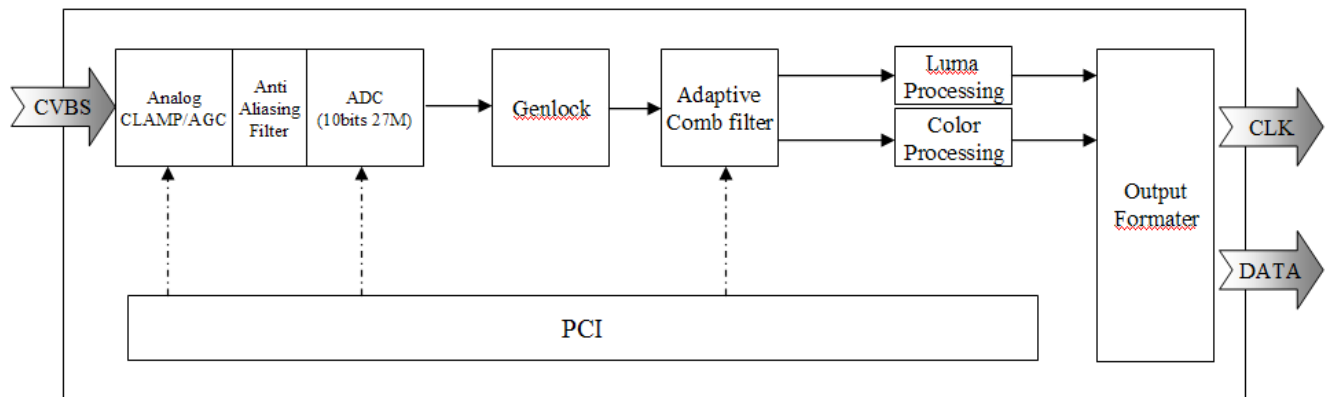 CVBS
Analog
CLAMP/AGC
Anti
Aliasing
Filter
ADC
(10bits 27M)
Genlock
Adaptive
Comb filter
Luma
Processing
Color
Processing
Output
Formater
CLK
DATA
PCI